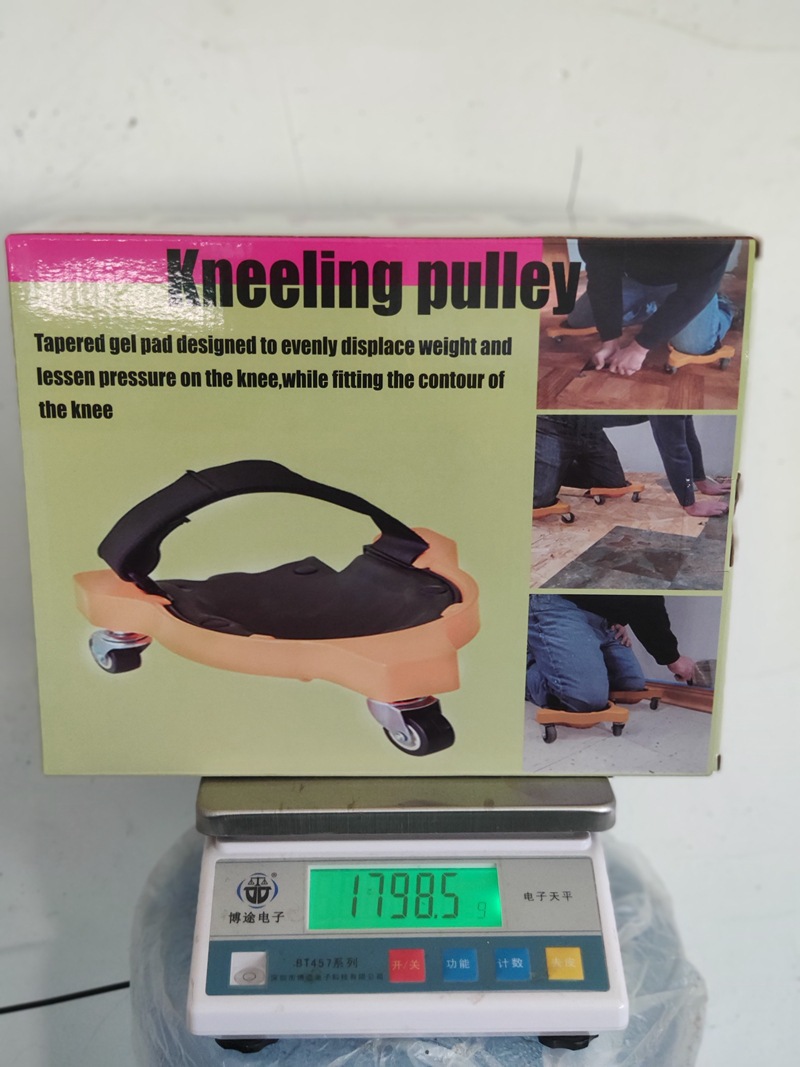 Kneeling pulley
Tapered gel pad designed to evenly displace weight and
lessen pressure on the knee,while fitting the contour of
the knee
1798.5 g
博途电子
®
电子天平
BT457系列
开/关
功能
计数
去皮